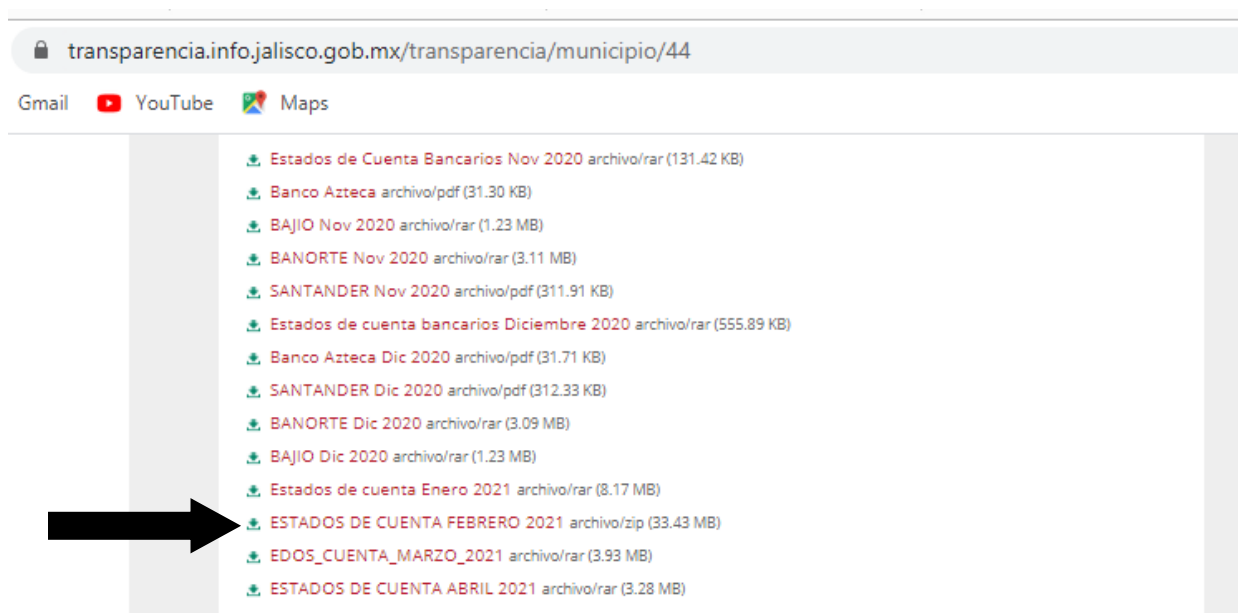 transparencia.info.jalisco.gob.mx/transparencia/municipio/44
Gmail YouTube Maps
Estados de Cuenta Bancarios Nov 2020 archivo/rar (131.42 KB)
Banco Azteca archivo/pdf (31.30 KB)
BAJIO Nov 2020 archivo/rar (1.23 MB)
BANORTE Nov 2020 archivo/rar (3.11 MB)
SANTANDER Nov 2020 archivo/pdf (311.91 KB)
Estados de cuenta bancarios Diciembre 2020 archivo/rar (555.89 KB)
Banco Azteca Dic 2020 archivo/pdf (31.71 KB)
SANTANDER Dic 2020 archivo/pdf (312.33 KB)
BANORTE Dic 2020 archivo/rar (3.09 MB)
BAJIO Dic 2020 archivo/rar (1.23 MB)
Estados de cuenta Enero 2021 archivo/rar (8.17 MB)
ESTADOS DE CUENTA FEBRERO 2021 archivo/zip (33.43 MB)
EDOS_CUENTA_MARZO_2021 archivo/rar (3.93 MB)
ESTADOS DE CUENTA ABRIL 2021 archivo/rar (3.28 MB)